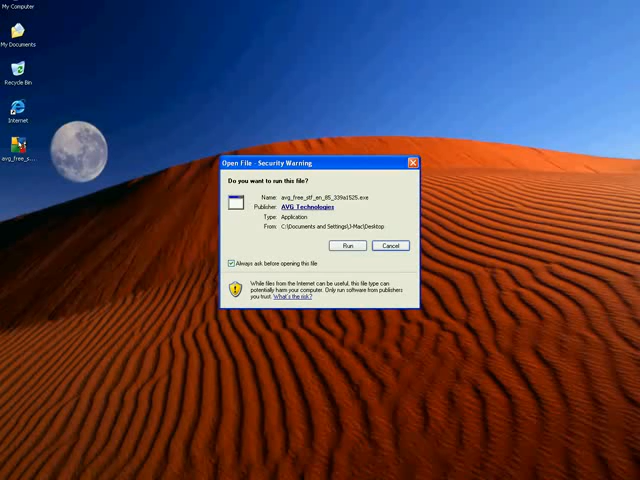 My Computer
My Documents
Recycle Bin
Internet
avg_free_s...
Open File - Security Warning
Do you want to run this file?
Name: avg_free_stf_en_85_339a1525.exe
Publisher: AVG Technologies
Type: Application
From: C:\Documents and Settings\J-Mac\Desktop
Run Cancel
Always ask before opening this file
While files from the Internet can be useful, this file type can
potentially harm your computer. Only run software from publishers
you trust. What's the risk?